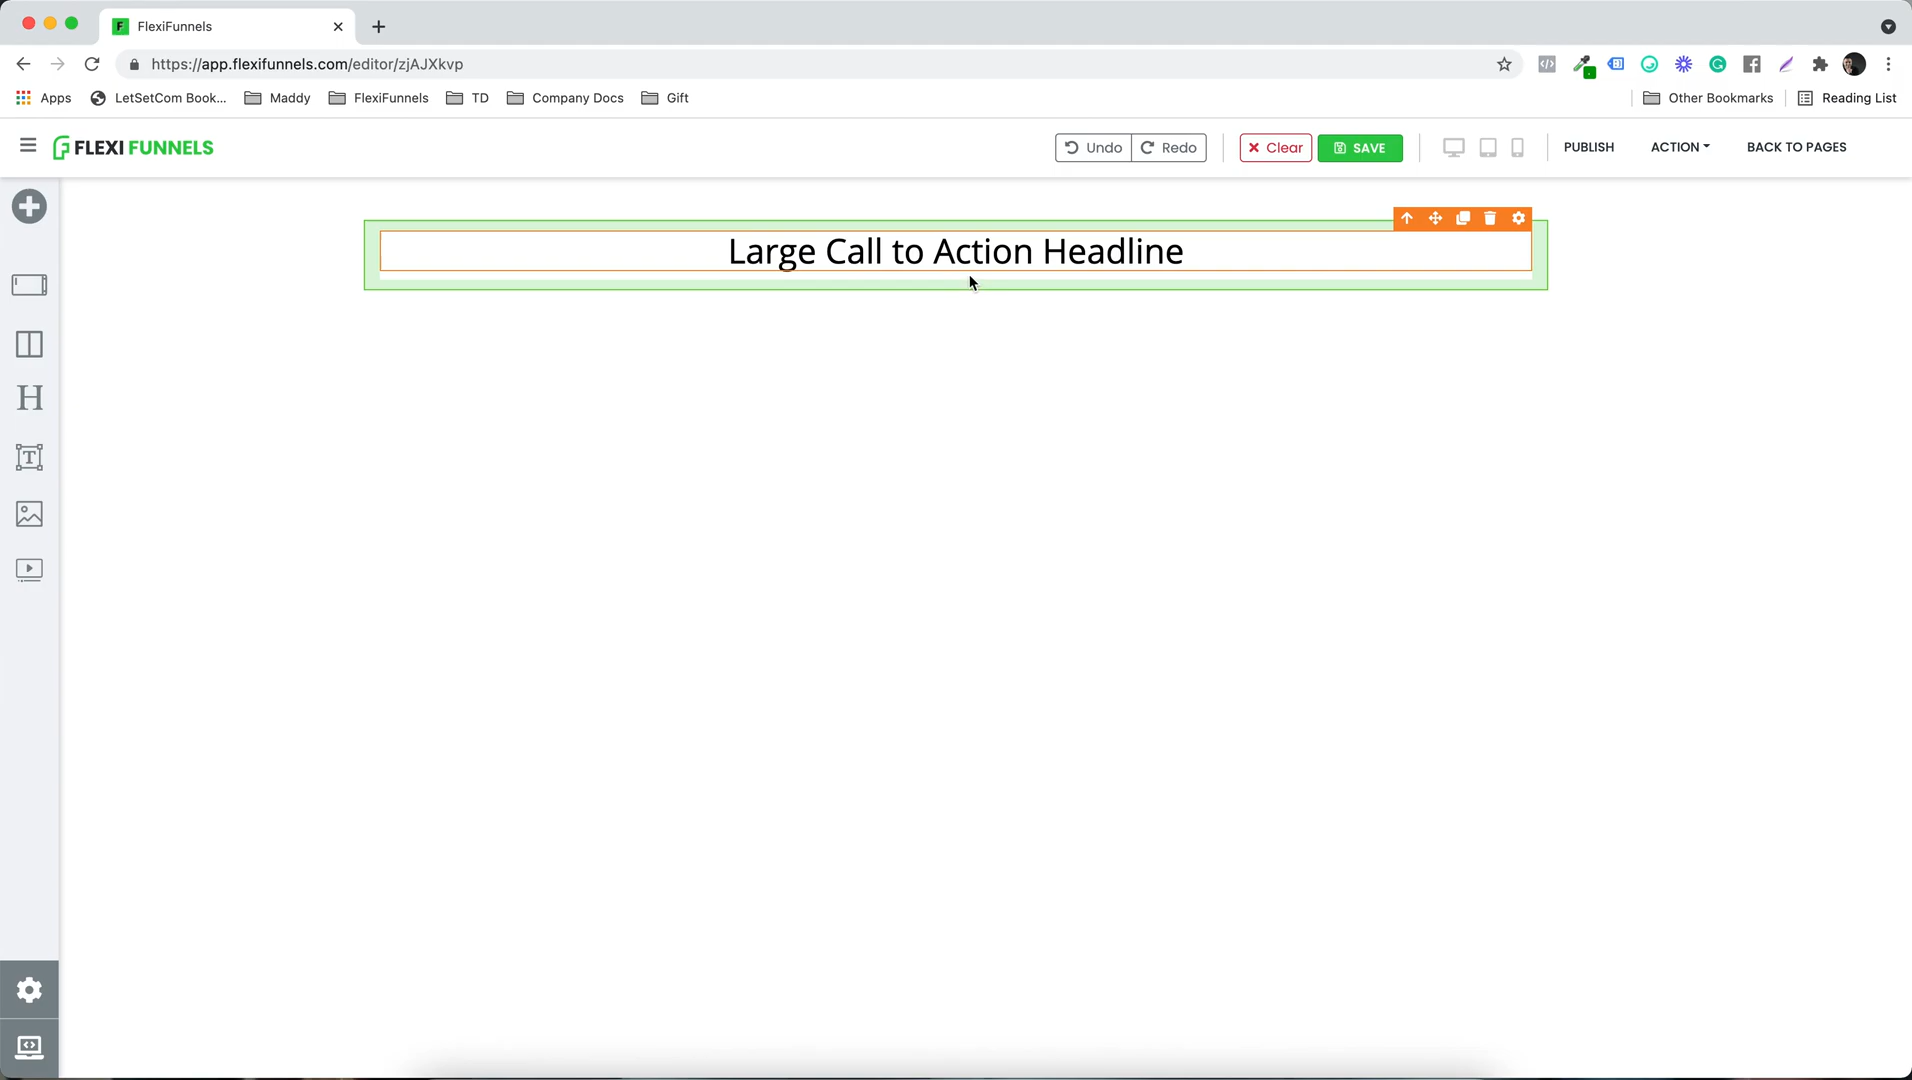 FlexiFunnels
https://app.flexifunnels.com/editor/zjAJXkvp
Apps LetSetCom Book... Maddy FlexiFunnels TD Company Docs Gift Other Bookmarks Reading List
FLEXI FUNNELS Undo Redo Clear SAVE PUBLISH ACTION BACK TO PAGES
Large Call to Action Headline